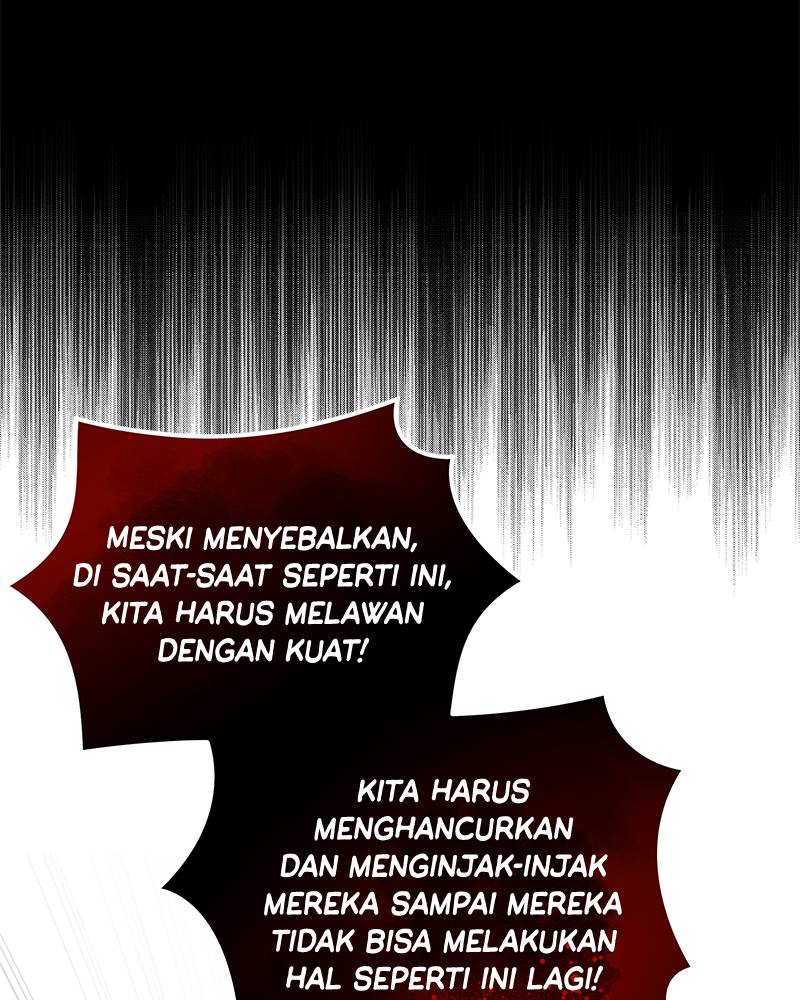 MESKI MENYEBALKAN,
DI SAAT-SAAT SEPERTI INI,
KITA HARUS MELAWAN
DENGAN KUAT!
KITA HARUS
MENGHANCURKAN
DAN MENGINJAK-INJAK
MEREKA SAMPAI MEREKA
TIDAK BISA MELAKUKAN
HAL SEPERTI INI LAGI!